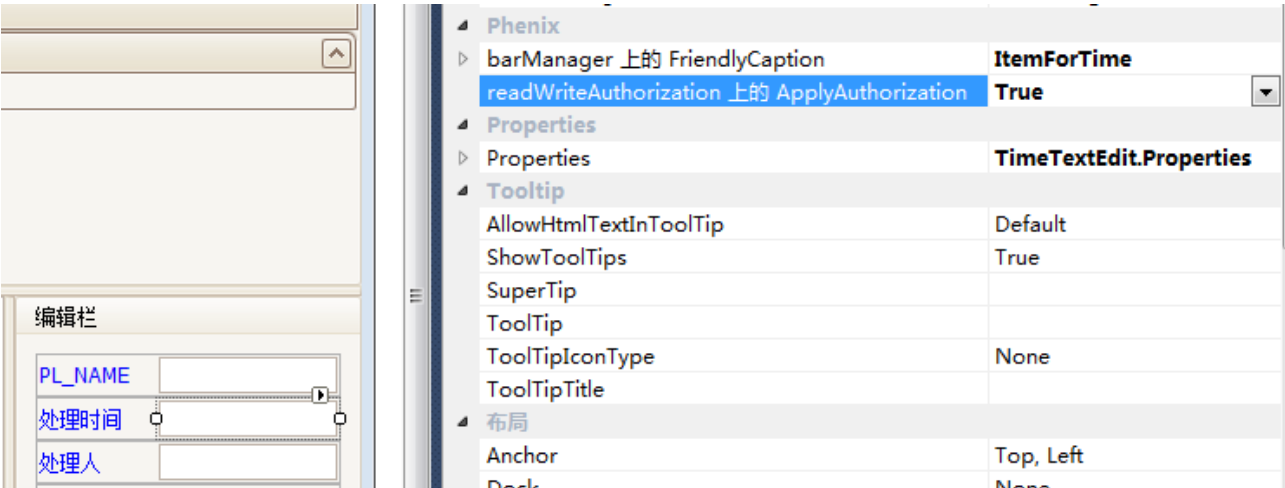 编辑栏
PL_NAME
处理时间
处理人
Phenix
barManager 上的 FriendlyCaption ItemForTime
readWriteAuthorization 上的 ApplyAuthorization True
Properties
Properties TimeTextEdit.Properties
Tooltip
AllowHtmlTextInToolTip Default
ShowToolTips True
SuperTip
ToolTip
ToolTipIconType None
ToolTipTitle
布局
Anchor Top, Left
Dock None